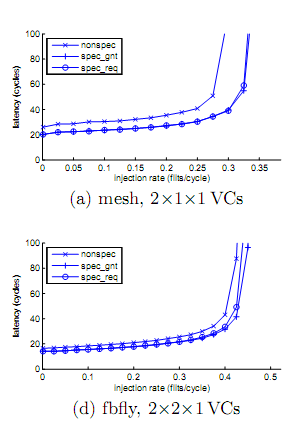 100
80
60
40
20
0
latency (cycles)
nonspec
spec_gnt
spec_req
0 0.05 0.1 0.15 0.2 0.25 0.3 0.35
injection rate (flits/cycle)
(a) mesh, 2×1×1 VCs
100
80
60
40
20
0
latency (cycles)
nonspec
spec_gnt
spec_req
0 0.1 0.2 0.3 0.4 0.5
injection rate (flits/cycle)
(d) fbfly, 2×2×1 VCs